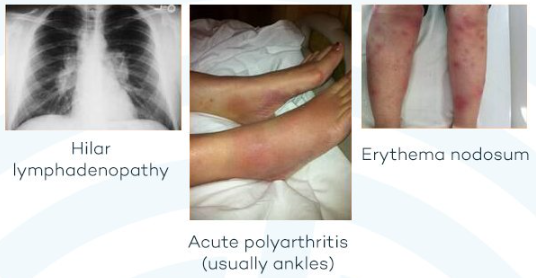 Hilar
lymphadenopathy
Acute polyarthritis
(usually ankles)
Erythema nodosum